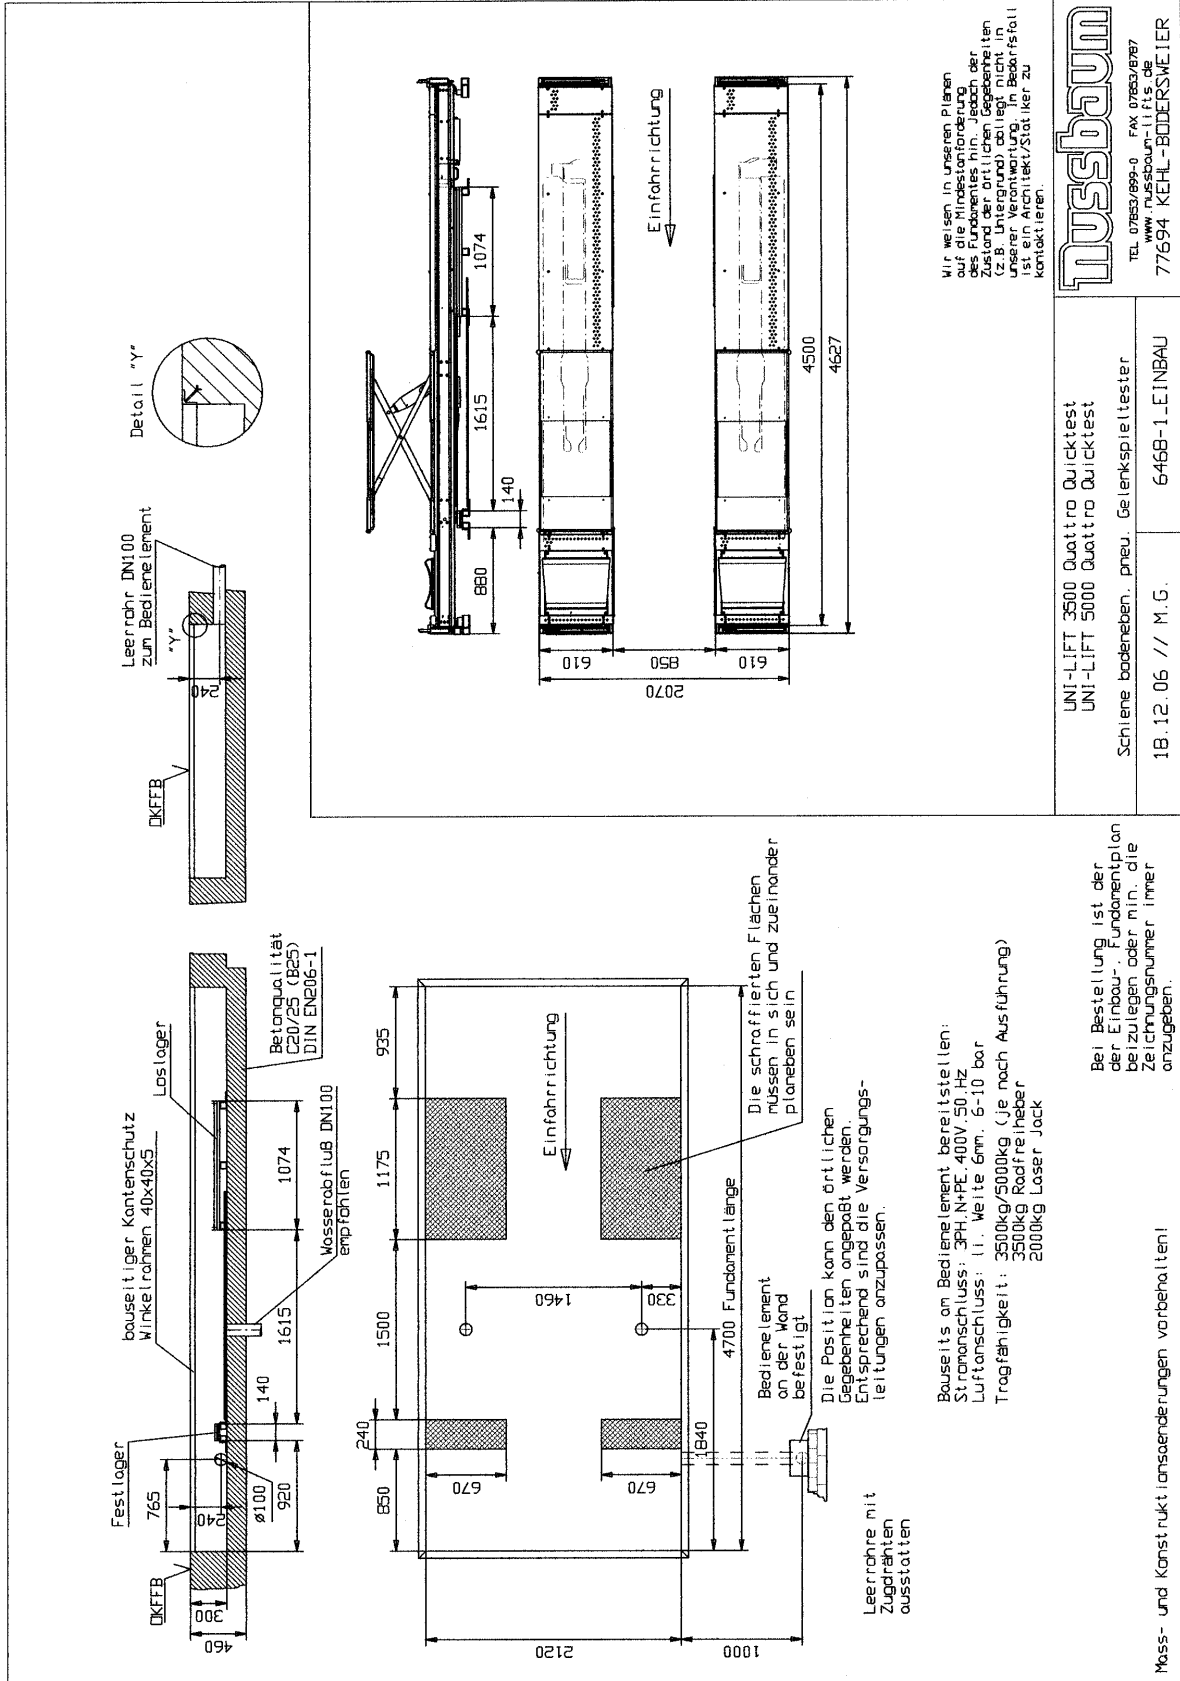 OKFFB
300
460
Festlager
765
240
ø100
920
140
1615
1074
bauseitiger Kantenschutz
Winkelrahmen 40x40x5
Loslager
Wasserabfluß DN100
empfohlen
Betonqualität
C20/25 (B25)
DIN EN206-1
OKFFB
240
"Y"
Leerrohr DN100
zum Bedienelement
Detail "Y"
850
240
1500
1175
935
670
670
1460
330
Einfahrrichtung
2120
1000
1840
4700 Fundamentlänge
Die schraffierten Flächen
müssen in sich und zueinander
planeben sein
Bedienelement
an der Wand
befestigt
Die Position kann den örtlichen
Gegebenheiten angepaßt werden.
Entsprechend sind die Versorgungs-
leitungen anzupassen.
Leerrohre mit
Zugdrähten
ausstatten
Bauseits am Bedienelement bereitstellen:
Stromanschluss: 3PH.N+PE.400V.50.HZ
Luftanschluss: li. Weite 6mm. 6-10 bar
Tragfähigkeit: 3500kg/5000kg (je nach Ausführung)
3500kg Radfreiheber
2000kg Laser Jack
Bei Bestellung ist der
der Einbau-. Fundamentplan
beizulegen oder min. die
Zeichnungsnummer immer
anzugeben.
Mass- und Konstruktionsaenderungen vorbehalten!
880
140
1615
1074
610
850
610
2070
Einfahrrichtung
4500
4627
Wir weisen in unseren Plänen
auf die Mindestanforderung
des Fundamentes hin. Jedoch der
Zustand der örtlichen Gegebenheiten
(z.B. Untergrund) obliegt nicht in
unserer Verantwortung. In Bedarfsfall
ist ein Architekt/Statiker zu
kontaktieren.
UNI-LIFT 3500 Quattro Quicktest
UNI-LIFT 5000 Quattro Quicktest
Schiene bodeneben. pneu. Gelenkspieltester
18.12.06 // M.G.
6468-1_EINBAU
nussbaum
TEL 07853/899-0 FAX 07853/8787
www.nussbaum-lifts.de
77694 KEHL-BODERSWEIER